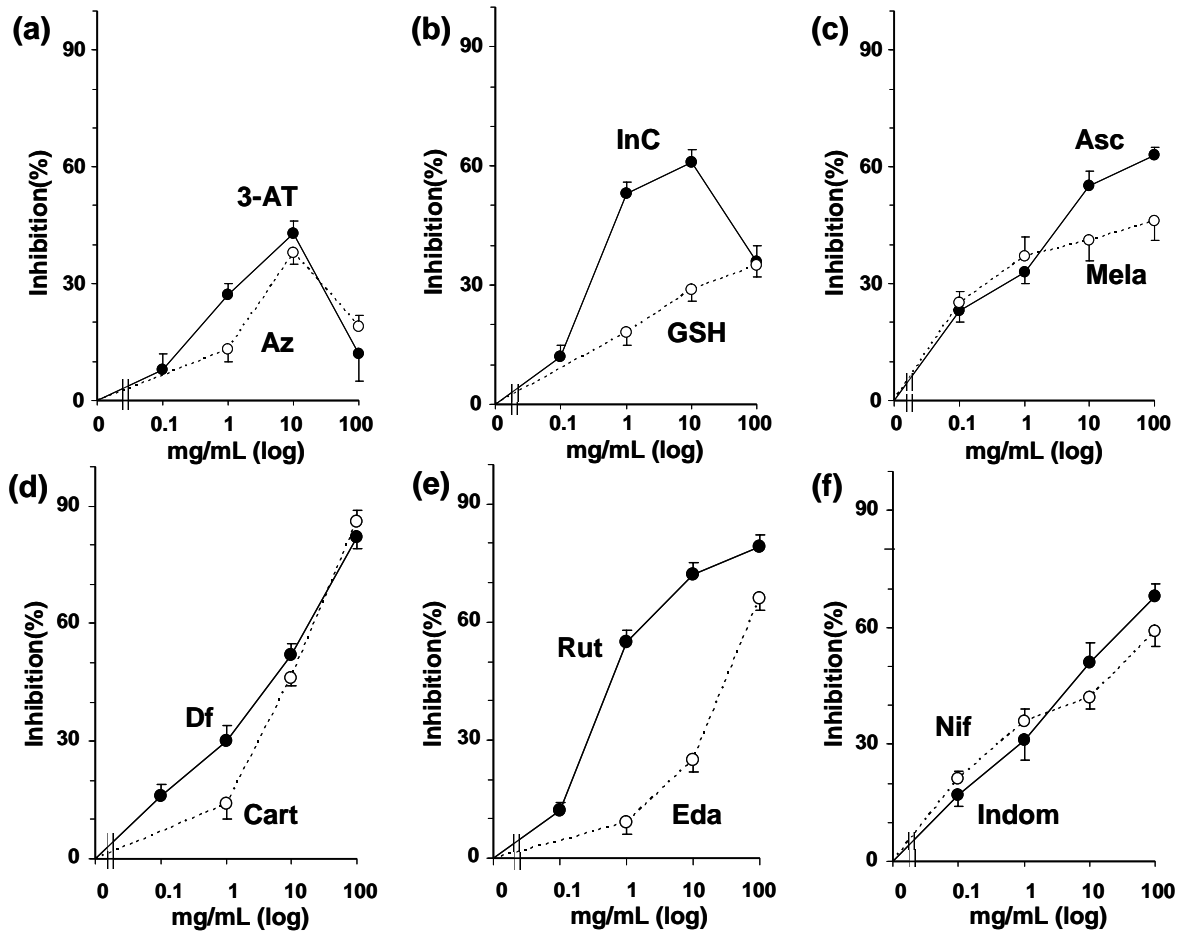 (a)
90
60
30
0
Inhibition(%)
3-AT
Az
0 0.1 1 10 100
mg/mL (log)
(b)
90
60
30
0
Inhibition(%)
InC
GSH
0 0.1 1 10 100
mg/mL (log)
(c)
90
60
30
0
Inhibition(%)
Asc
Mela
0 0.1 1 10 100
mg/mL (log)
(d)
90
60
30
0
Inhibition(%)
Df
Cart
0 0.1 1 10 100
mg/mL (log)
(e)
90
60
30
0
Inhibition(%)
Rut
Eda
0 0.1 1 10 100
mg/mL (log)
(f)
90
60
30
0
Inhibition(%)
Nif
Indom
0 0.1 1 10 100
mg/mL (log)